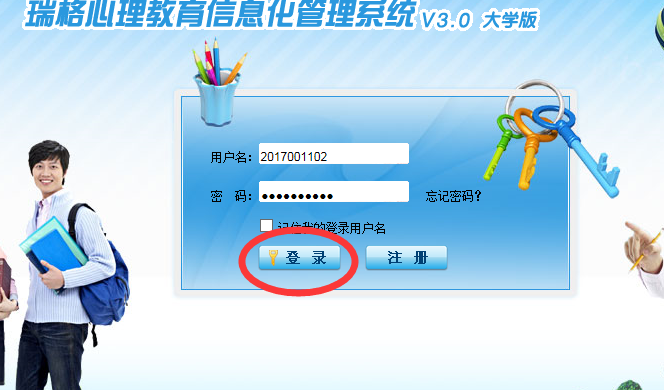 瑞格心理教育信息化管理系统 V3.0 大学版
用户名: 2017001102
密 码: ●●●●●●●●●● 忘记密码?
记住我的登录用户名
登 录 注 册